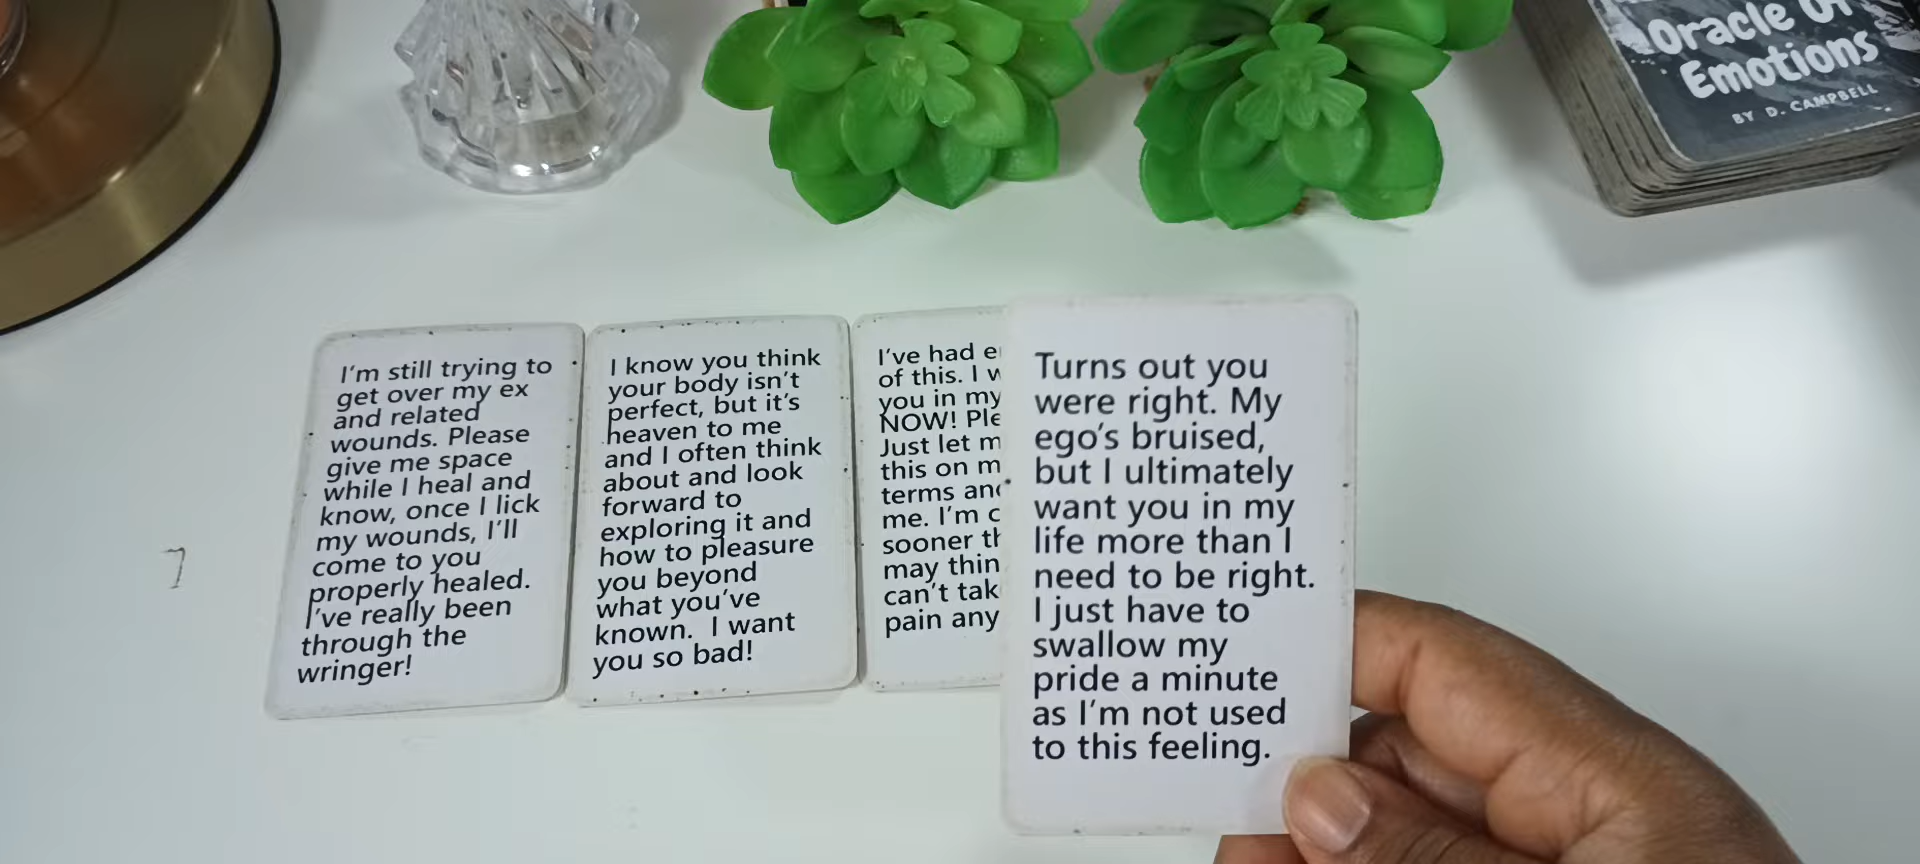 Oracle Of
Emotions
BY D. CAMPBELL
I'm still trying to
get over my ex
and related
wounds. Please
give me space
while I heal and
know, once I lick
my wounds, I'll
come to you
properly healed.
I've really been
through the
wringer!
I know you think
your body isn't
perfect, but it's
heaven to me
and I often think
about and look
forward to
exploring it and
how to pleasure
you beyond
what you've
known. I want
you so bad!
I've had
of this. I
you in my
NOW!
Just let
this on
terms
me. I'm
sooner
may
can't
pain any
Turns out you
were right. My
ego's bruised,
but I ultimately
want you in my
life more than I
need to be right.
I just have to
swallow my
pride a minute
as I'm not used
to this feeling.
7